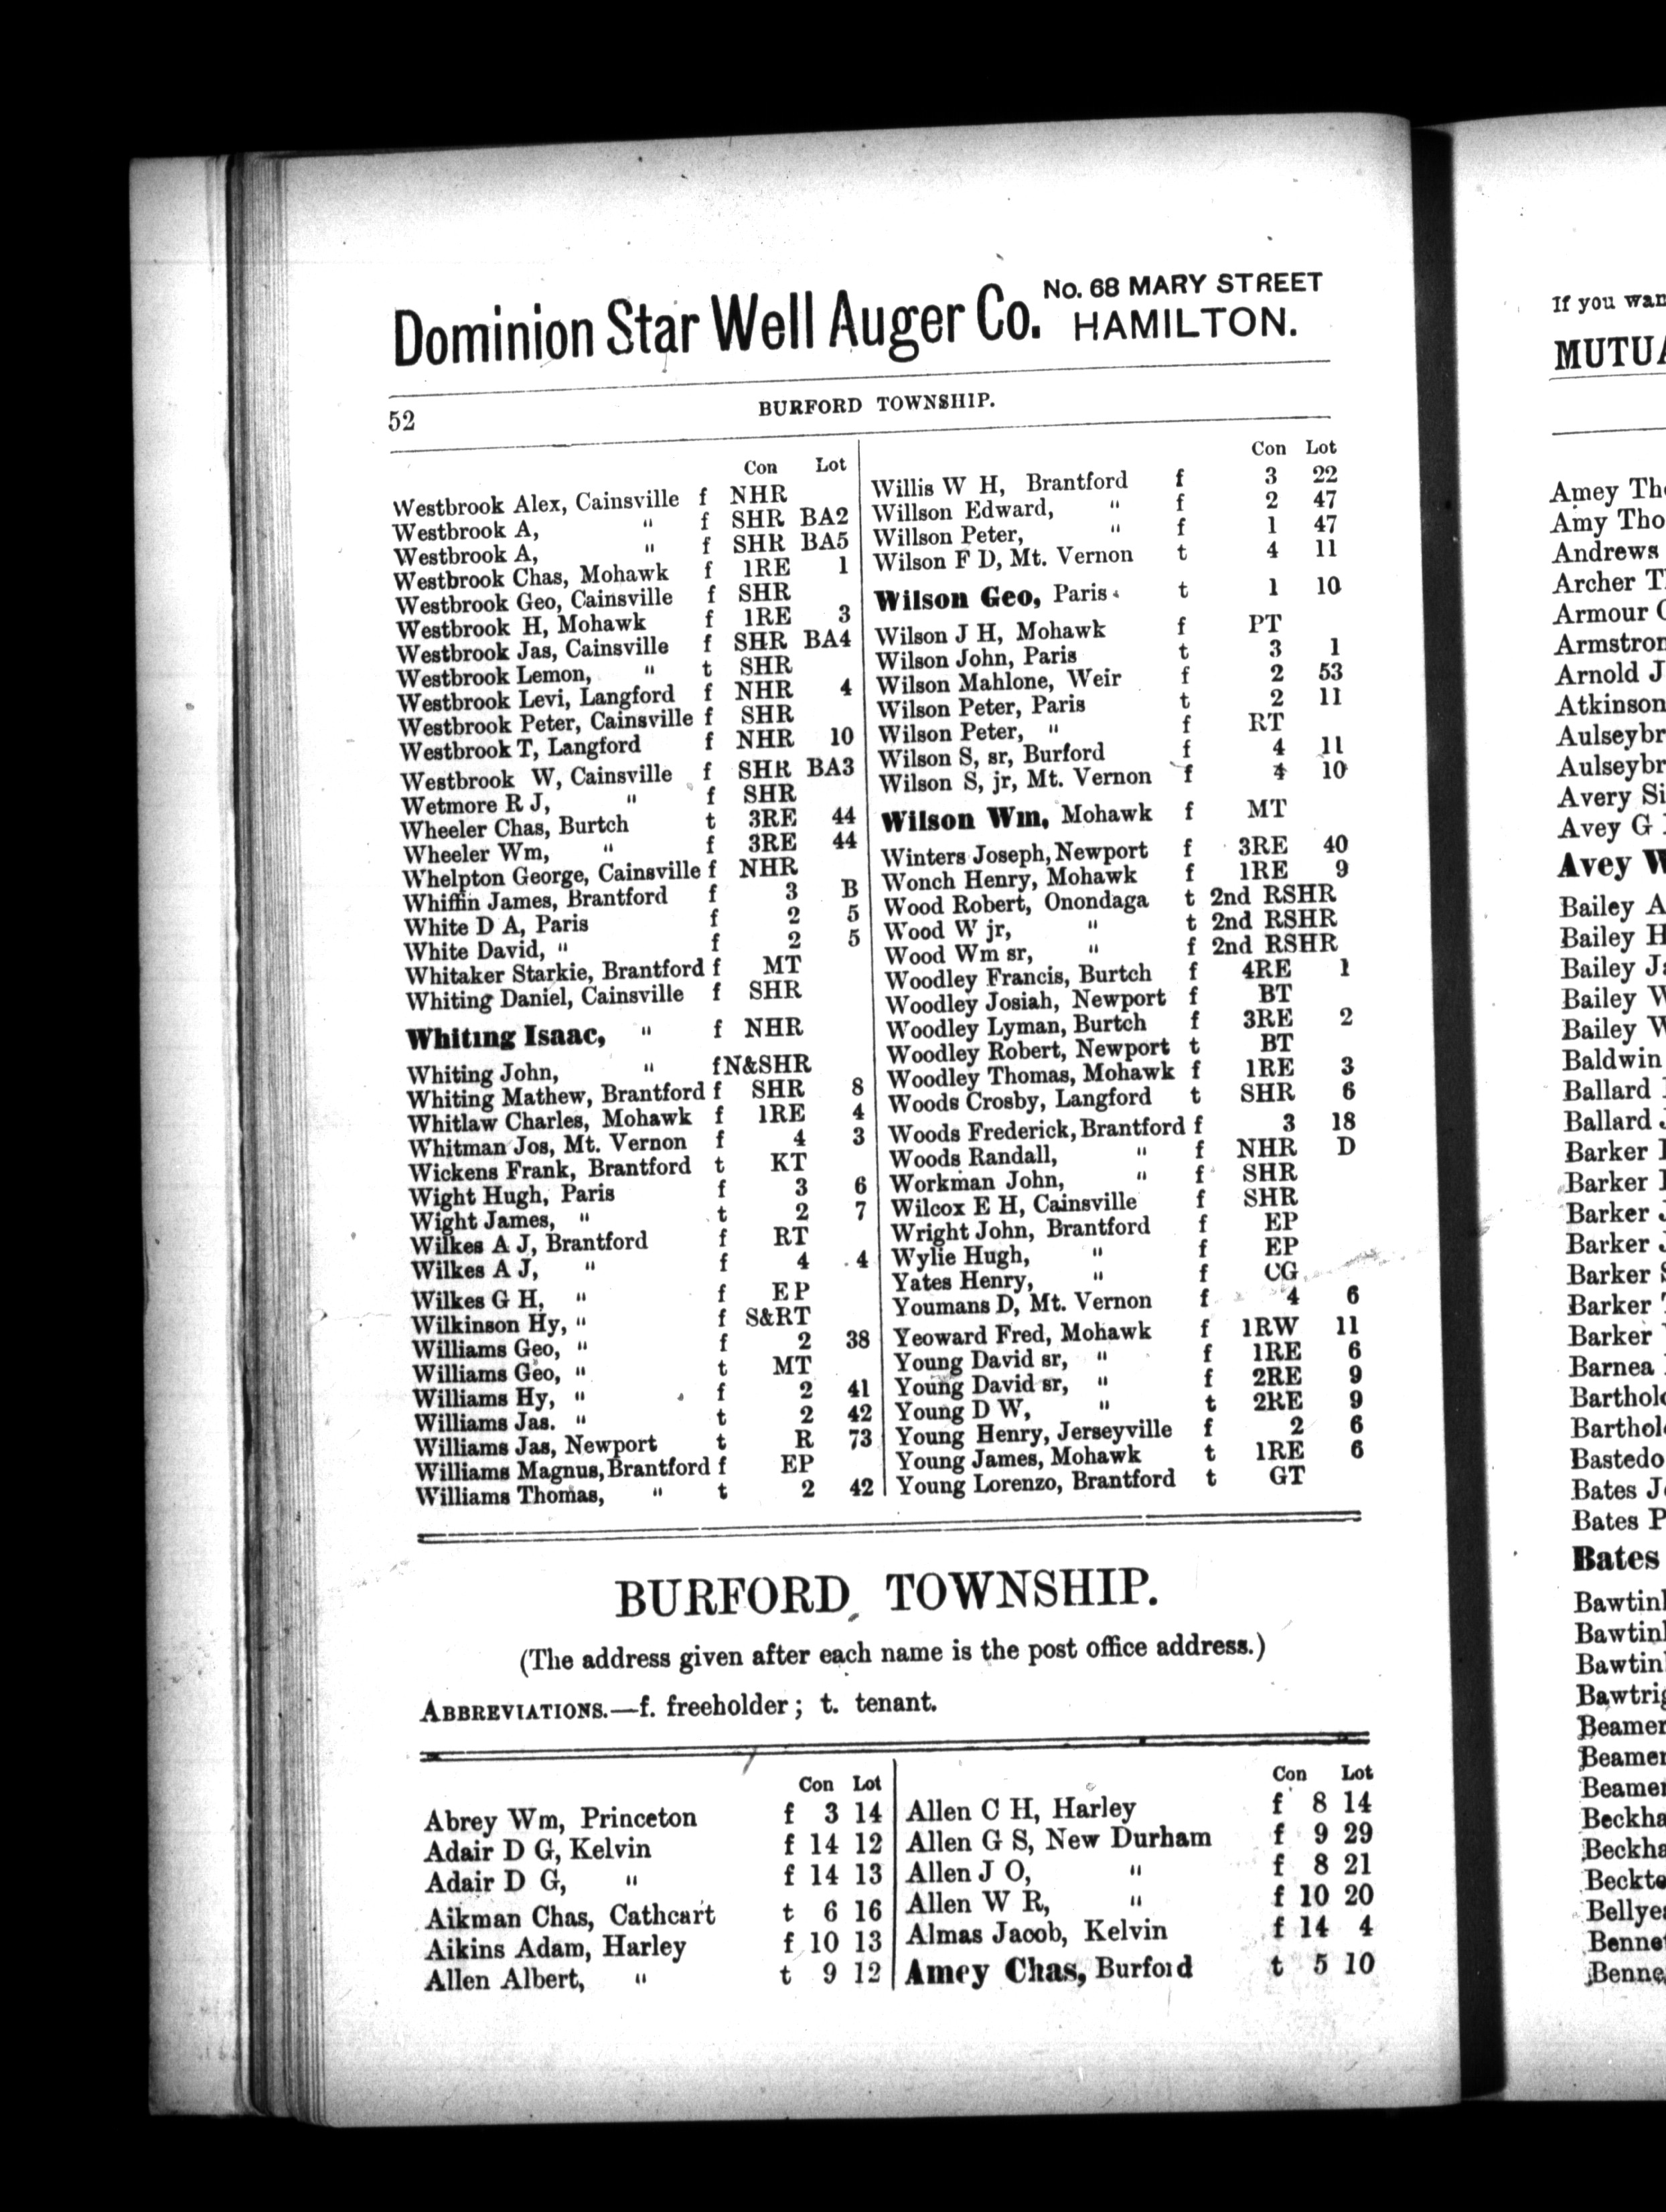 Dominion Star Well Auger Co. No. 68 MARY STREET
HAMILTON.
52
BURFORD TOWNSHIP.
Con Lot
Westbrook Alex, Cainsville f NHR
Westbrook A, " f SHR BA2
Westbrook A, " f SHR BA5
Westbrook Chas, Mohawk f 1RE 1
Westbrook Geo, Cainsville f SHR
Westbrook H, Mohawk f 1RE 3
Westbrook Jas, Cainsville f SHR BA4
Westbrook Lemon, " t SHR
Westbrook Levi, Langford f NHR 4
Westbrook Peter, Cainsville f SHR
Westbrook T, Langford f NHR 10
Westbrook W, Cainsville f SHR BA3
Wetmore R J, " f SHR
Wheeler Chas, Burtch t 3RE 44
Wheeler Wm, " f 3RE 44
Whelpton George, Cainsville f NHR
Whiffin James, Brantford f 3 B
White D A, Paris f 2 5
White David, " f 2 5
Whitaker Starkie, Brantford f MT
Whiting Daniel, Cainsville f SHR
Whiting Isaac, " f NHR
Whiting John, " f N&SHR
Whiting Mathew, Brantford f SHR 8
Whitlaw Charles, Mohawk f 1RE 4
Whitman Jos, Mt. Vernon f 4 3
Wickens Frank, Brantford t KT
Wight Hugh, Paris f 3 6
Wight James, " t 2 7
Wilkes A J, Brantford f RT
Wilkes A J, " f 4 4
Wilkes G H, " f EP
Wilkinson Hy, " f S&RT
Williams Geo, " f 2 38
Williams Geo, " t MT
Williams Hy, " f 2 41
Williams Jas. " t 2 42
Williams Jas, Newport t R 73
Williams Magnus, Brantford f EP
Williams Thomas, " t 2 42
Con Lot
Willis W H, Brantford f 3 22
Willson Edward, " f 2 47
Willson Peter, " f 1 47
Wilson F D, Mt. Vernon t 4 11
Wilson Geo, Paris t 1 10
Wilson J H, Mohawk f PT
Wilson John, Paris t 3 1
Wilson Mahlone, Weir f 2 53
Wilson Peter, Paris t 2 11
Wilson Peter, " f RT
Wilson S, sr, Burford f 4 11
Wilson S, jr, Mt. Vernon f 4 10
Wilson Wm, Mohawk f MT
Winters Joseph, Newport f 3RE 40
Wonch Henry, Mohawk f 1RE 9
Wood Robert, Onondaga t 2nd RSHR
Wood W jr, " t 2nd RSHR
Wood Wm sr, " f 2nd RSHR
Woodley Francis, Burtch f 4RE 1
Woodley Josiah, Newport f BT
Woodley Lyman, Burtch f 3RE 2
Woodley Robert, Newport t BT
Woodley Thomas, Mohawk f 1RE 3
Woods Crosby, Langford t SHR 6
Woods Frederick, Brantford f 3 18
Woods Randall, " f NHR D
Workman John, " f SHR
Wilcox E H, Cainsville f SHR
Wright John, Brantford f EP
Wylie Hugh, " f EP
Yates Henry, " f CG
Youmans D, Mt. Vernon f 4 6
Yeoward Fred, Mohawk f 1RW 11
Young David sr, " f 1RE 6
Young David sr, " f 2RE 9
Young D W, " t 2RE 9
Young Henry, Jerseyville f 2 6
Young James, Mohawk t 1RE 6
Young Lorenzo, Brantford t GT
BURFORD TOWNSHIP.
(The address given after each name is the post office address.)
ABBREVIATIONS.—f. freeholder; t. tenant.
Con Lot
Abrey Wm, Princeton f 3 14
Adair D G, Kelvin f 14 12
Adair D G, " f 14 13
Aikman Chas, Cathcart t 6 16
Aikins Adam, Harley f 10 13
Allen Albert, " t 9 12
Con Lot
Allen C H, Harley f 8 14
Allen G S, New Durham f 9 29
Allen J O, " f 8 21
Allen W R, " f 10 20
Almas Jacob, Kelvin f 14 4
Amey Chas, Burford t 5 10
If you
Amey
Amy Tho
Andrews
Archer
Armour
Armstron
Arnold J
Atkinson
Aulseybr
Aulseybr
Avery Si
Avey G
Avey
Bailey A
Bailey H
Bailey
Bailey
Bailey
Baldwin
Ballard
Ballard
Barker
Barker
Barker
Barker
Barker
Barker
Barker
Barnea
Barthol
Barthol
Bastedo
Bates J
Bates P
Bates
Bawtin
Bawtin
Bawtin
Bawtri
Beamer
Beamer
Beamer
Beckha
Beckha
Beckt
Bellye
Benne
Benne